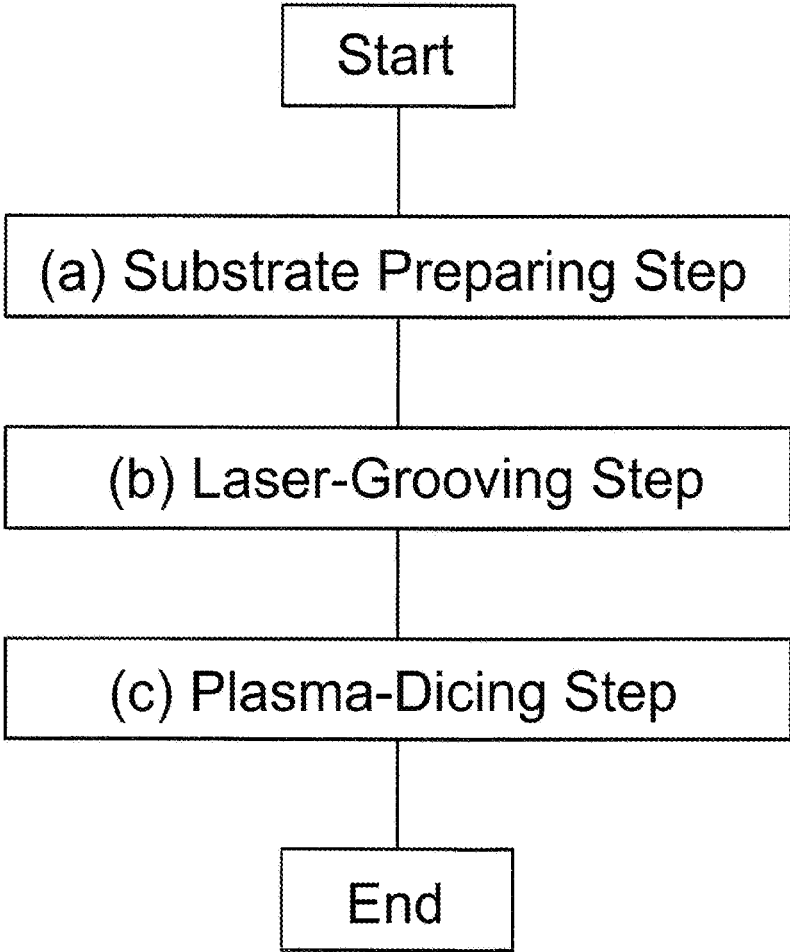 Start
(a) Substrate Preparing Step
(b) Laser-Grooving Step
(c) Plasma-Dicing Step
End